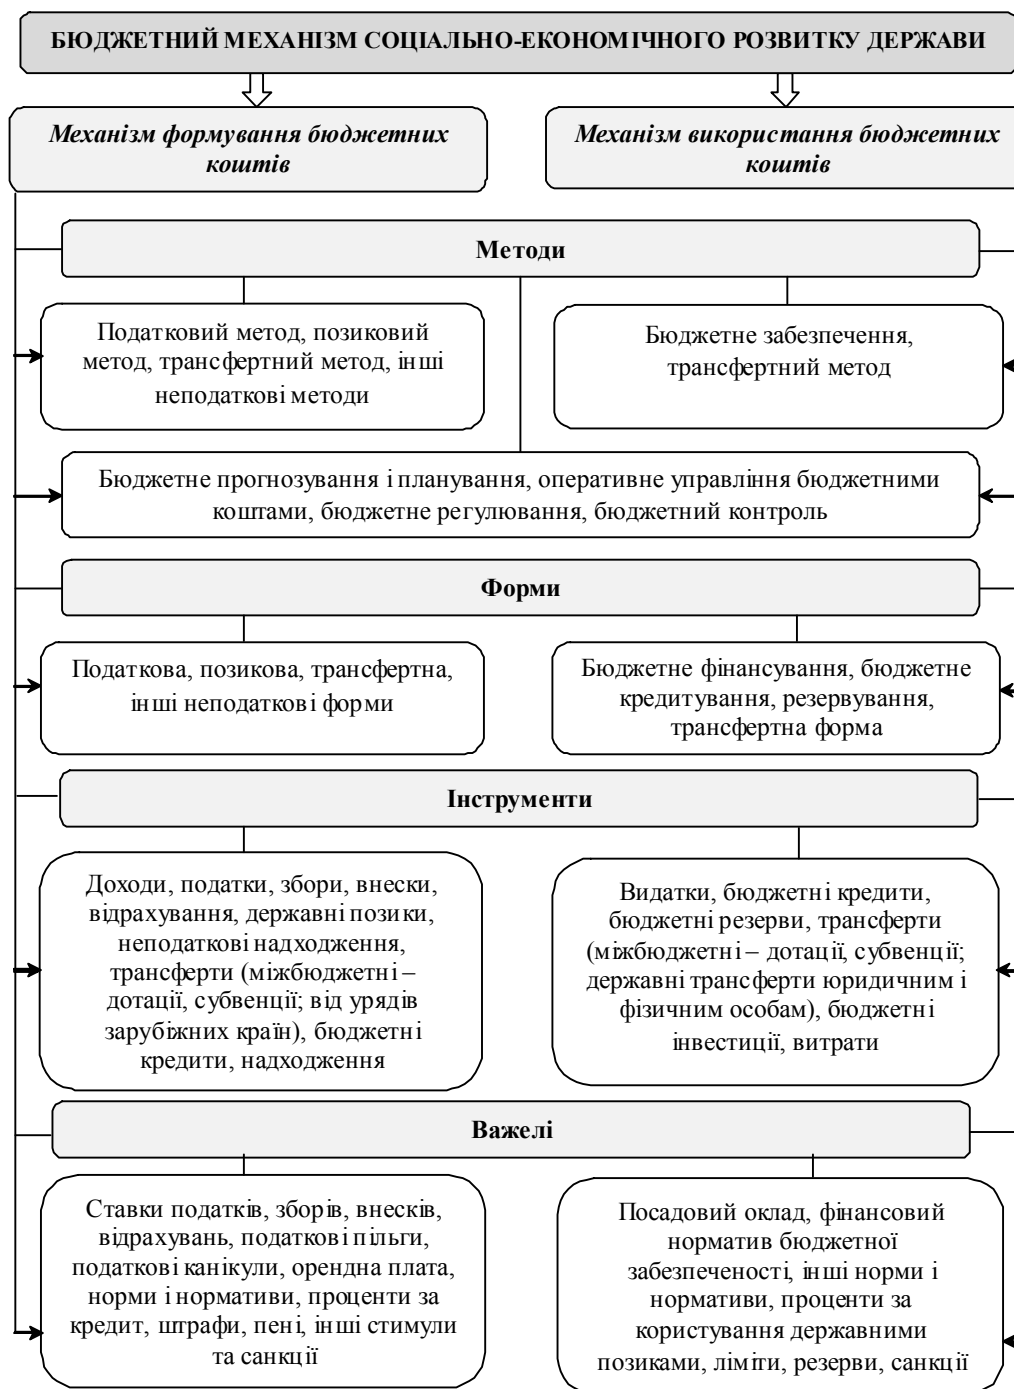 БЮДЖЕТНИЙ МЕХАНІЗМ СОЦІАЛЬНО-ЕКОНОМІЧНОГО РОЗВИТКУ ДЕРЖАВИ
Механізм формування бюджетних
коштів
Механізм використання бюджетних
коштів
Методи
Податковий метод, позиковий
метод, трансфертний метод, інші
неподаткові методи
Бюджетне забезпечення,
трансфертний метод
Бюджетне прогнозування і планування, оперативне управління бюджетними
коштами, бюджетне регулювання, бюджетний контроль
Форми
Податкова, позикова, трансфертна,
інші неподаткові форми
Бюджетне фінансування, бюджетне
кредитування, резервування,
трансфертна форма
Інструменти
Доходи, податки, збори, внески,
відрахування, державні позики,
неподаткові надходження,
трансферти (міжбюджетні –
дотації, субвенції; від урядів
зарубіжних країн), бюджетні
кредити, надходження
Видатки, бюджетні кредити,
бюджетні резерви, трансферти
(міжбюджетні – дотації, субвенції;
державні трансферти юридичним і
фізичним особам), бюджетні
інвестиції, витрати
Важелі
Ставки податків, зборів, внесків,
відрахувань, податкові пільги,
податкові канікули, орендна плата,
норми і нормативи, проценти за
кредит, штрафи, пені, інші стимули
та санкції
Посадовий оклад, фінансовий
норматив бюджетної
забезпеченості, інші норми і
нормативи, проценти за
користування державними
позиками, ліміти, резерви, санкції